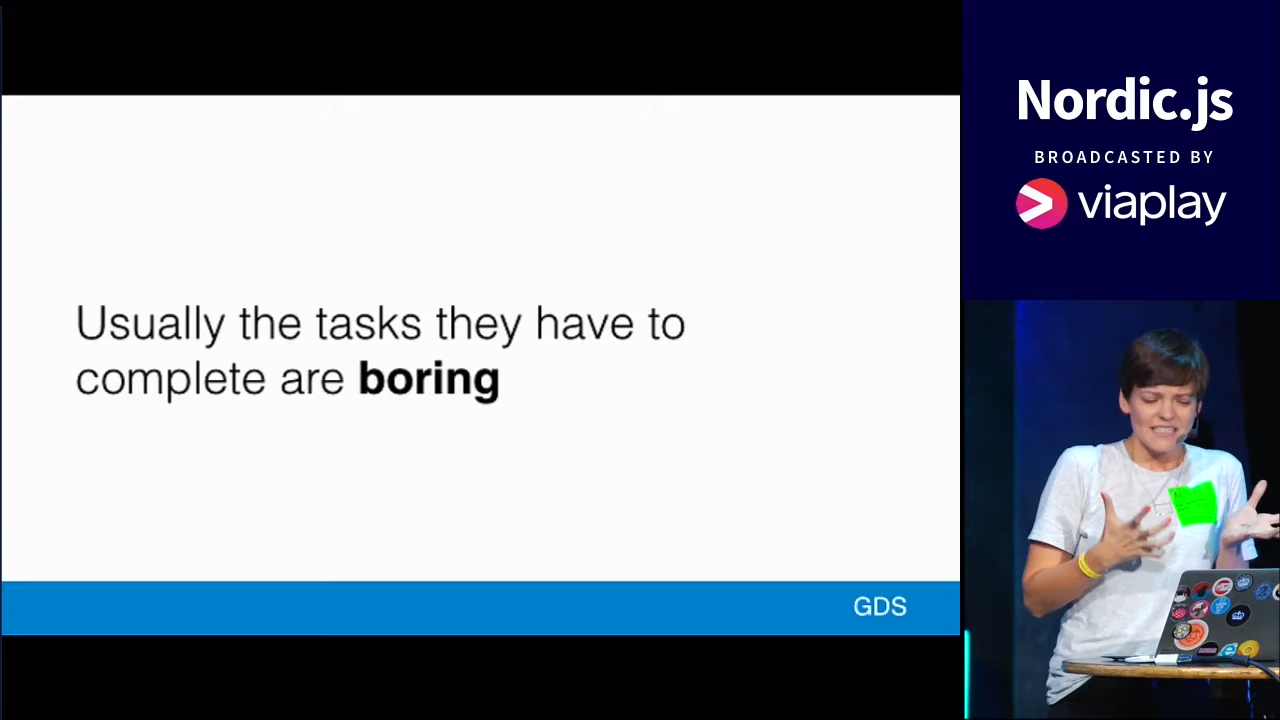 Usually the tasks they have to
complete are boring
GDS
Nordic.js
BROADCASTED BY
viaplay